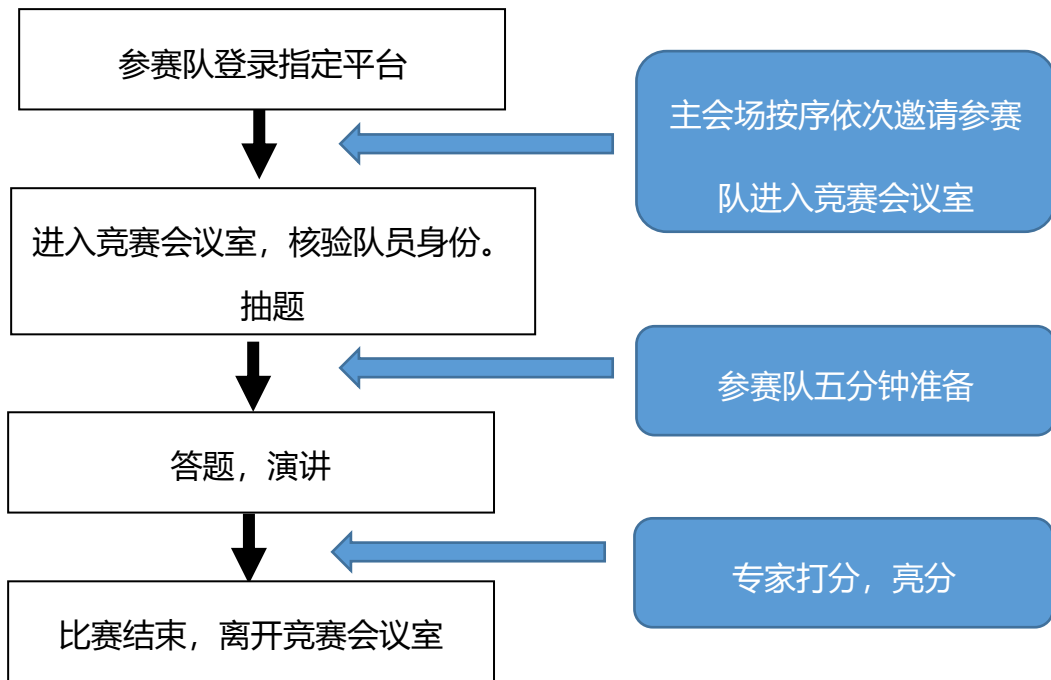 参赛队登录指定平台
主会场按序依次邀请参赛
队进入竞赛会议室
进入竞赛会议室，核验队员身份。
抽题
参赛队五分钟准备
答题，演讲
专家打分，亮分
比赛结束，离开竞赛会议室